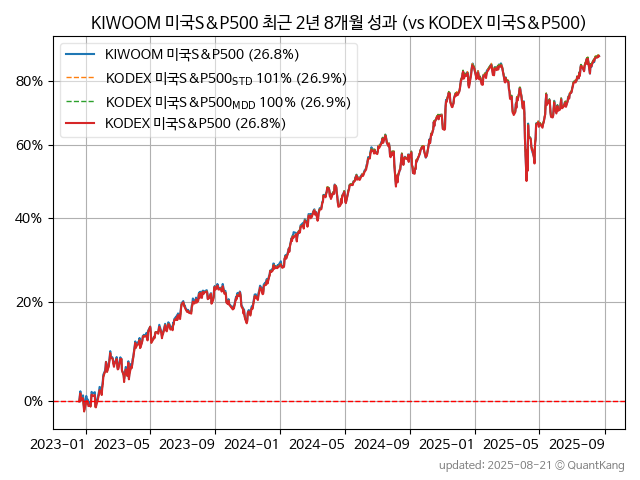 KIWOOM 미국S&P500 최근 2년 8개월 성과 (vs KODEX 미국S&P500)
KIWOOM 미국S&P500 (26.8%)
KODEX 미국S&P500STD 101% (26.9%)
KODEX 미국S&P500MDD 100% (26.9%)
KODEX 미국S&P500 (26.8%)
80%
60%
40%
20%
0%
2023-01 2023-05 2023-09 2024-01 2024-05 2024-09 2025-01 2025-05 2025-09
updated: 2025-08-21 © QuantKang